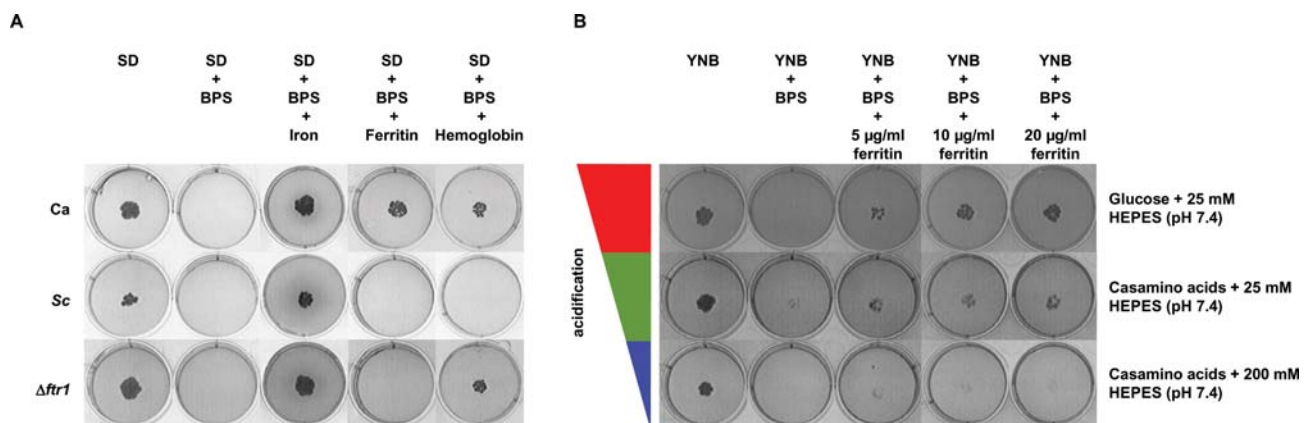 A
SD
SD
+
BPS
SD
+
BPS
+
Iron
SD
+
BPS
+
Ferritin
SD
+
BPS
+
Hemoglobin
Ca
Sc
Δftr1
B
YNB
YNB
+
BPS
YNB
+
BPS
+
5 µg/ml
ferritin
YNB
+
BPS
+
10 µg/ml
ferritin
YNB
+
BPS
+
20 µg/ml
ferritin
acidification
Glucose + 25 mM
HEPES (pH 7.4)
Casamino acids + 25 mM
HEPES (pH 7.4)
Casamino acids + 200 mM
HEPES (pH 7.4)